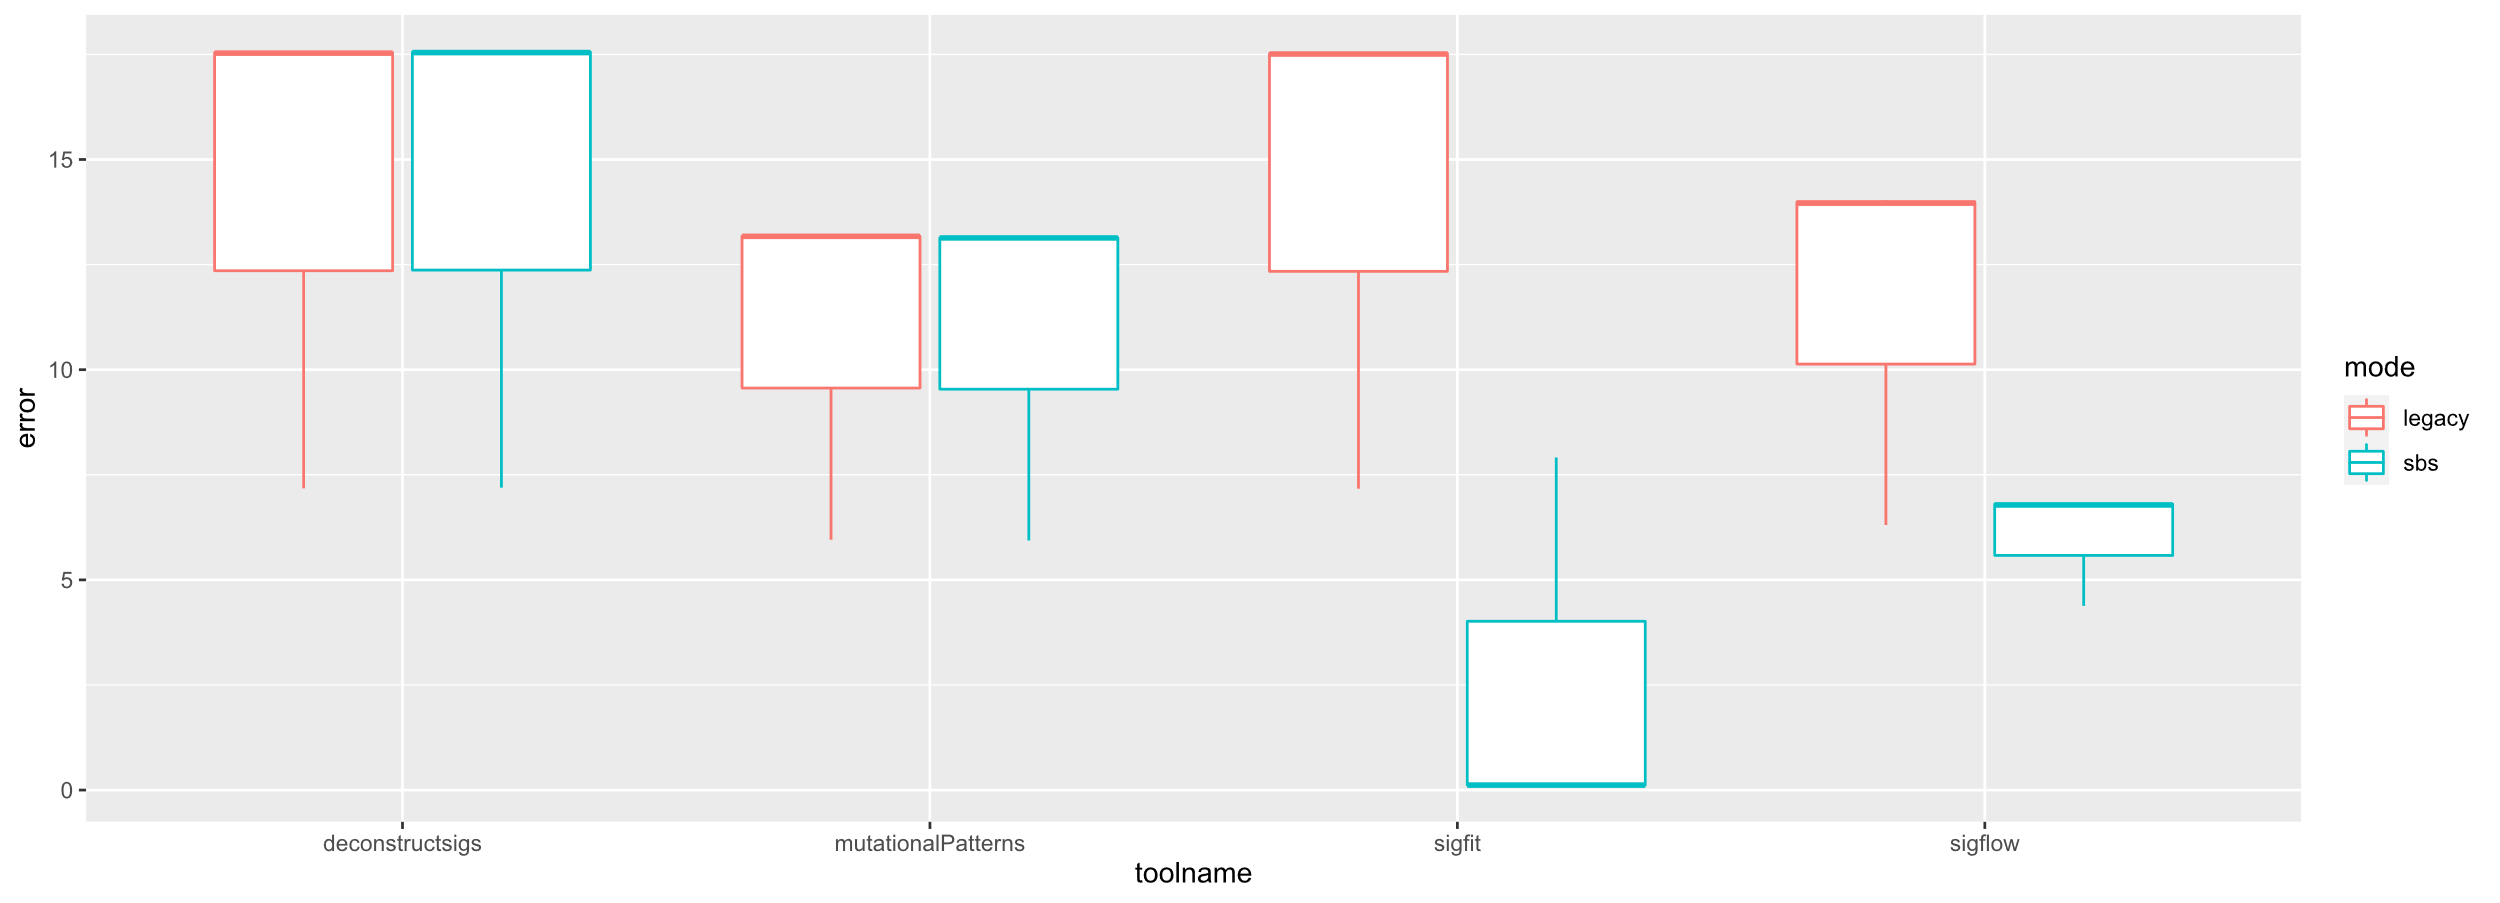 error
15
10
5
0
deconstructsigs
mutationalPatterns
sigfit
sigflow
toolname
mode
legacy
sbs